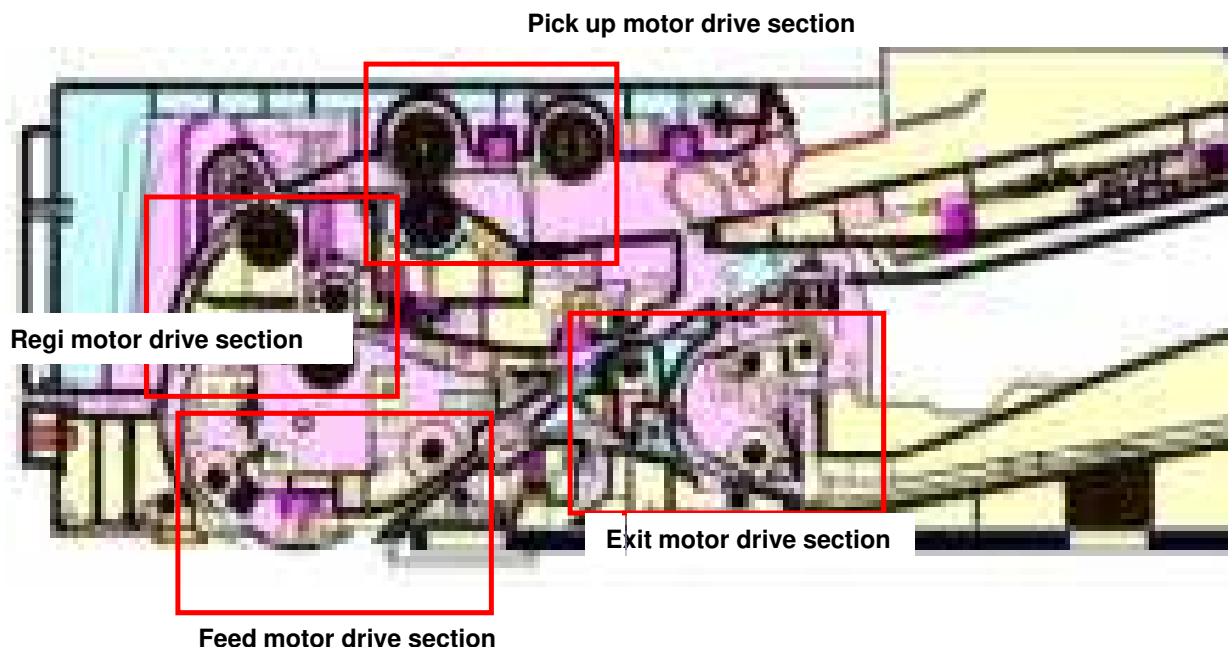 Pick up motor drive section
Regi motor drive section
Exit motor drive section
Feed motor drive section